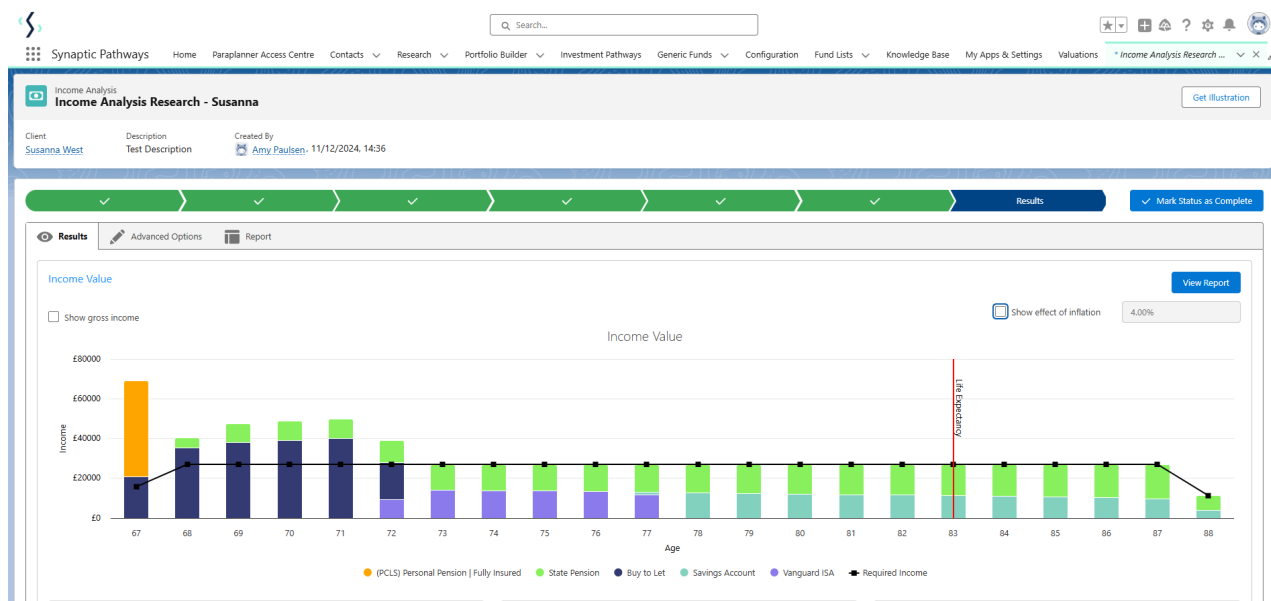 Search...
Synaptic Pathways Home Paraplanner Access Centre Contacts Research Portfolio Builder Investment Pathways Generic Funds Configuration Fund Lists Knowledge Base My Apps & Settings Valuations * Income Analysis Research ...
Income Analysis
Income Analysis Research - Susanna
Get Illustration
Client Description Created By
Susanna West Test Description Amy Paulsen, 11/12/2024, 14:36
Results
Mark Status as Complete
Results Advanced Options Report
Income Value
View Report
Show gross income
Show effect of inflation 4.00%
Income Value
£80000
£60000
£40000
£20000
£0
Income
Life Expectancy
67 68 69 70 71 72 73 74 75 76 77 78 79 80 81 82 83 84 85 86 87 88
Age
(PCLS) Personal Pension | Fully Insured State Pension Buy to Let Savings Account Vanguard ISA Required Income